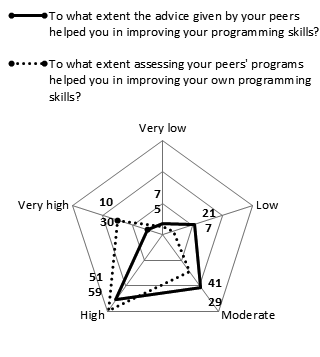 To what extent the advice given by your peers
helped you in improving your programming skills?
To what extent assessing your peers' programs
helped you in improving your own programming
skills?
Very low
7
5
Very high
10
30
21
7
Low
51
59
41
29
High
Moderate